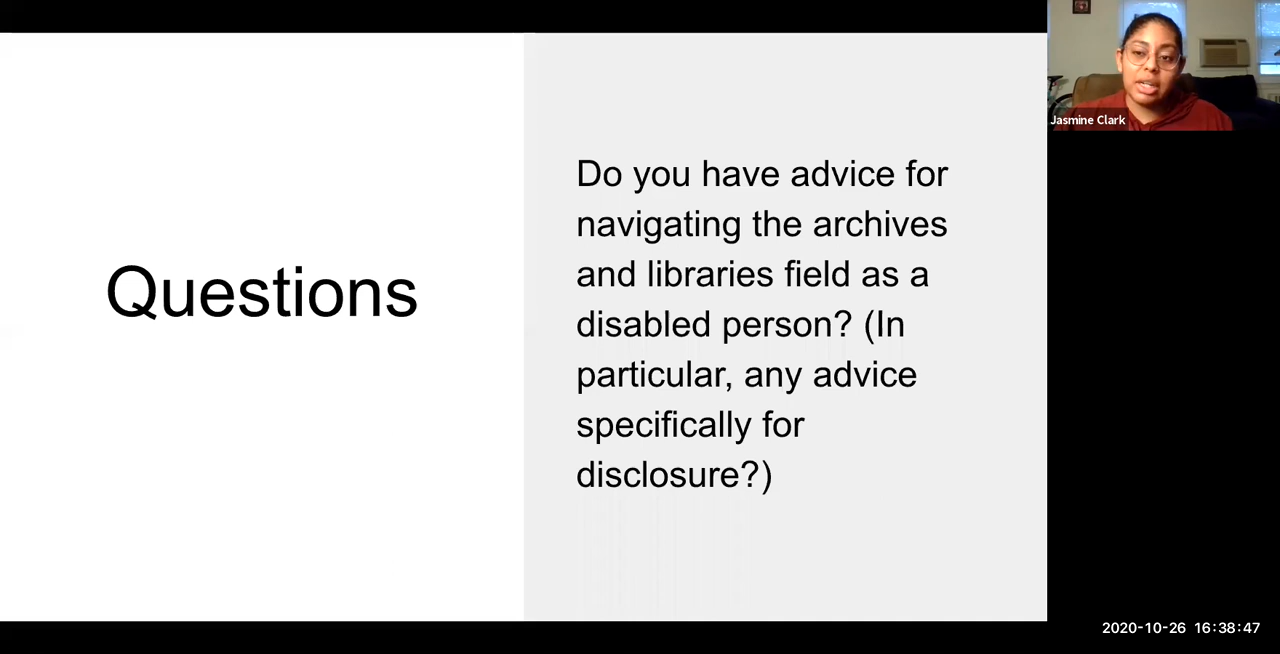 Questions
Do you have advice for
navigating the archives
and libraries field as a
disabled person? (In
particular, any advice
specifically for
disclosure?)
Jasmine Clark
2020-10-26 16:38:47